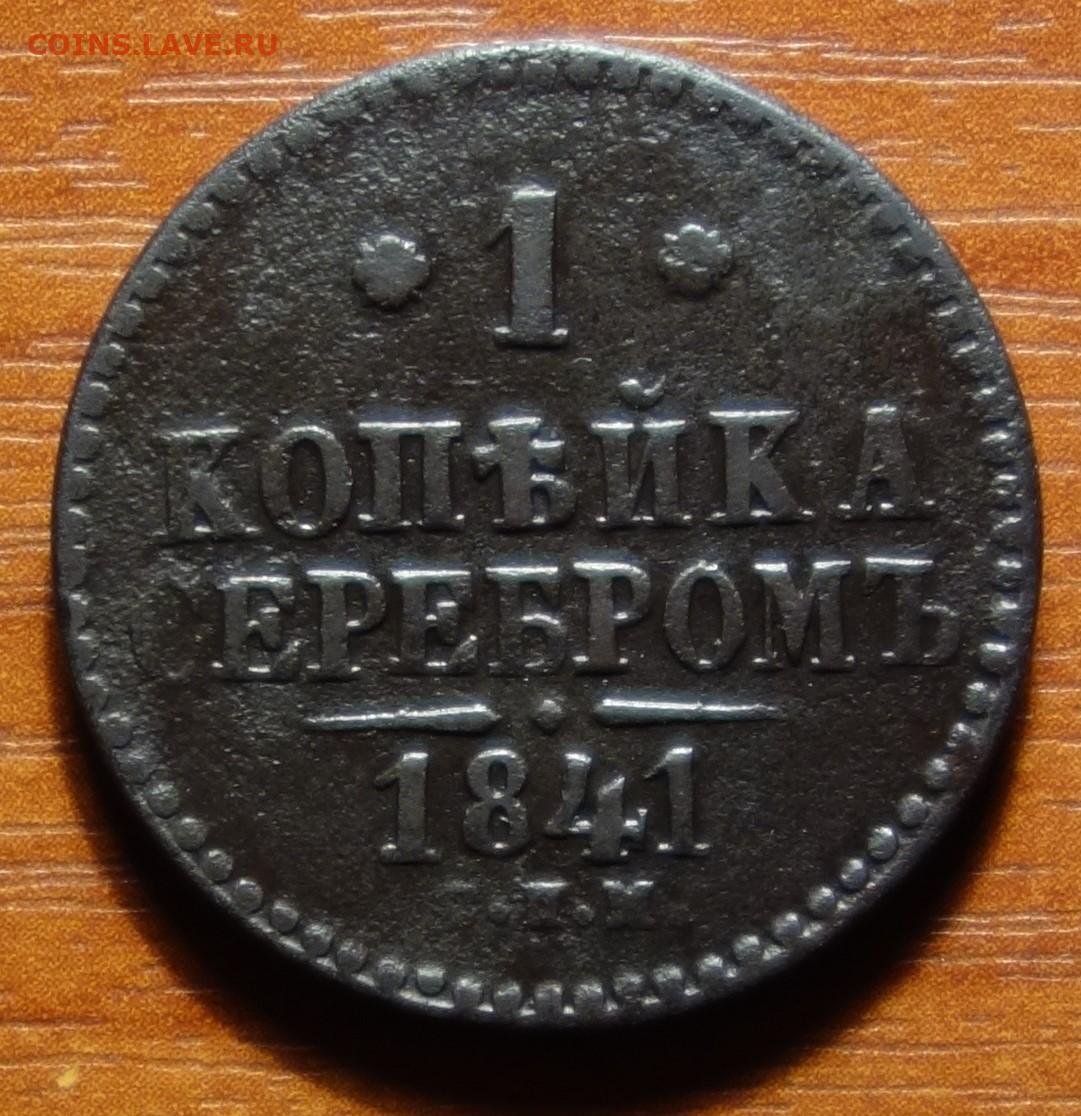 COINS.LAVE.RU
1
КОПѢЙКА
СЕРЕБРОМЪ
1841